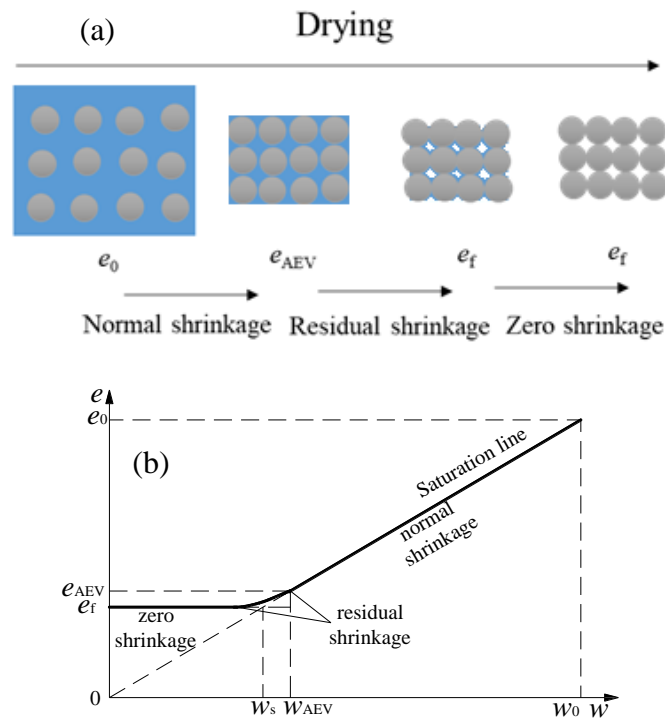 (a)
Drying
e0 eAEV ef ef
Normal shrinkage Residual shrinkage Zero shrinkage
e
e0
(b)
Saturation line
normal
shrinkage
eAEV
ef
zero
shrinkage
residual
shrinkage
0
ws wAEV w0 w